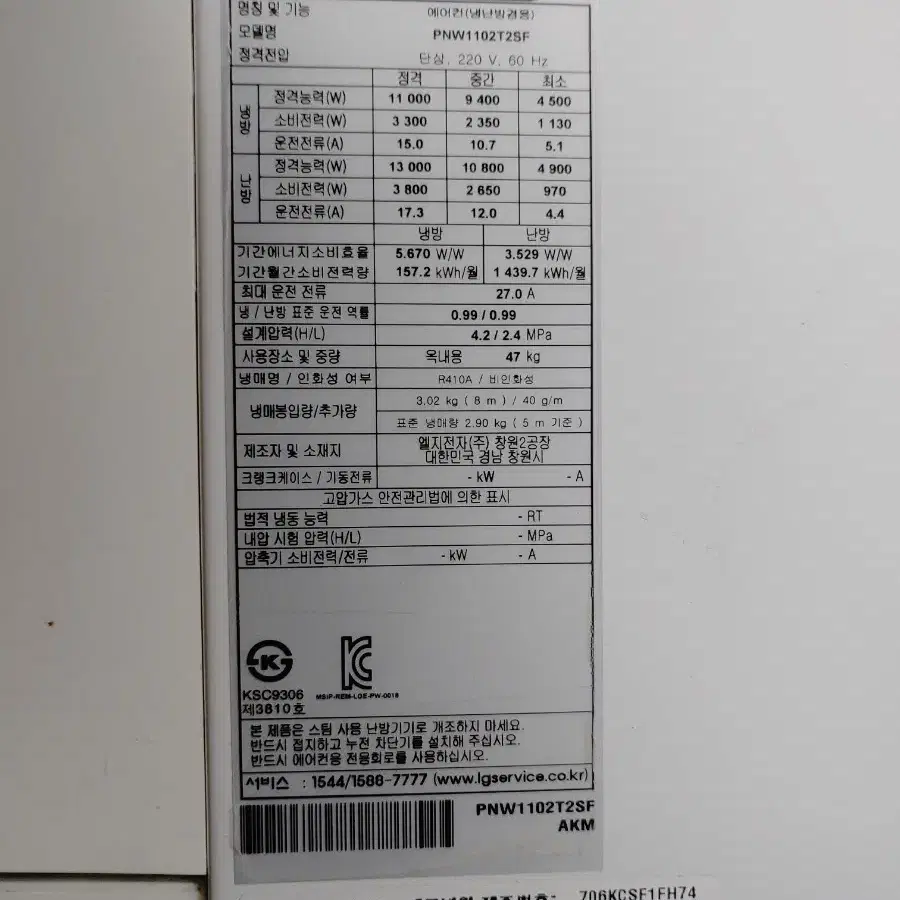 명칭 및 기능 에어컨(냉난방겸용)
모델명 PNW1102T2SF
정격전압 단상, 220 V, 60 Hz
정격 중간 최소
냉방 정격능력(W) 11 000 9 400 4 500
소비전력(W) 3 300 2 350 1 130
운전전류(A) 15.0 10.7 5.1
난방 정격능력(W) 13 000 10 800 4 900
소비전력(W) 3 800 2 650 970
운전전류(A) 17.3 12.0 4.4
냉방 난방
기간에너지소비효율 5.670 W/W 3.529 W/W
기간월간소비전력량 157.2 kWh/월 1 439.7 kWh/월
최대 운전 전류 27.0 A
냉 / 난방 표준 운전 역률 0.99 / 0.99
설계압력(H/L) 4.2 / 2.4 MPa
사용장소 및 중량 옥내용 47 kg
냉매명 / 인화성 여부 R410A / 비인화성
냉매봉입량/추가량 3.02 kg ( 8 m ) / 40 g/m
표준 냉매량 2.90 kg ( 5 m 기준 )
제조자 및 소재지 엘지전자(주) 창원2공장
대한민국 경남 창원시
크랭크케이스 / 기동전류 - kW - A
고압가스 안전관리법에 의한 표시
법적 냉동 능력 - RT
내압 시험 압력(H/L) - MPa
압축기 소비전력/전류 - kW - A
KSC9306 MSIP-REM-LGE-PW-0018
제3810호
본 제품은 스팀 사용 난방기기로 개조하지 마세요.
반드시 접지하고 누전 차단기를 설치해 주십시오.
반드시 에어컨용 전용회로를 사용하십시오.
서비스 : 1544/1588-7777 (www.lgservice.co.kr)
PNW1102T2SF
AKM
제조번호: 706KCSF1FH74